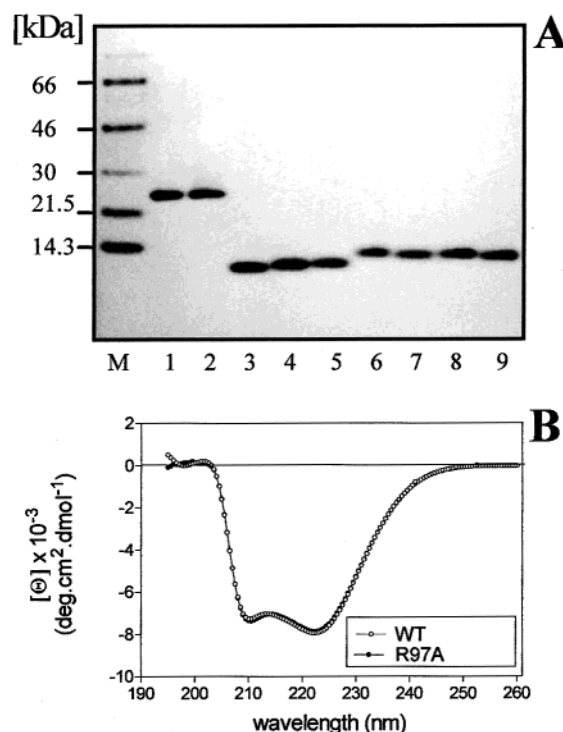 [kDa]
A
66
46
30
21.5
14.3
M 1 2 3 4 5 6 7 8 9
B
2
0
-2
-4
-6
-8
-10
[Θ] x 10⁻³
(deg.cm².dmol⁻¹)
WT
R97A
190 200 210 220 230 240 250 260
wavelength (nm)